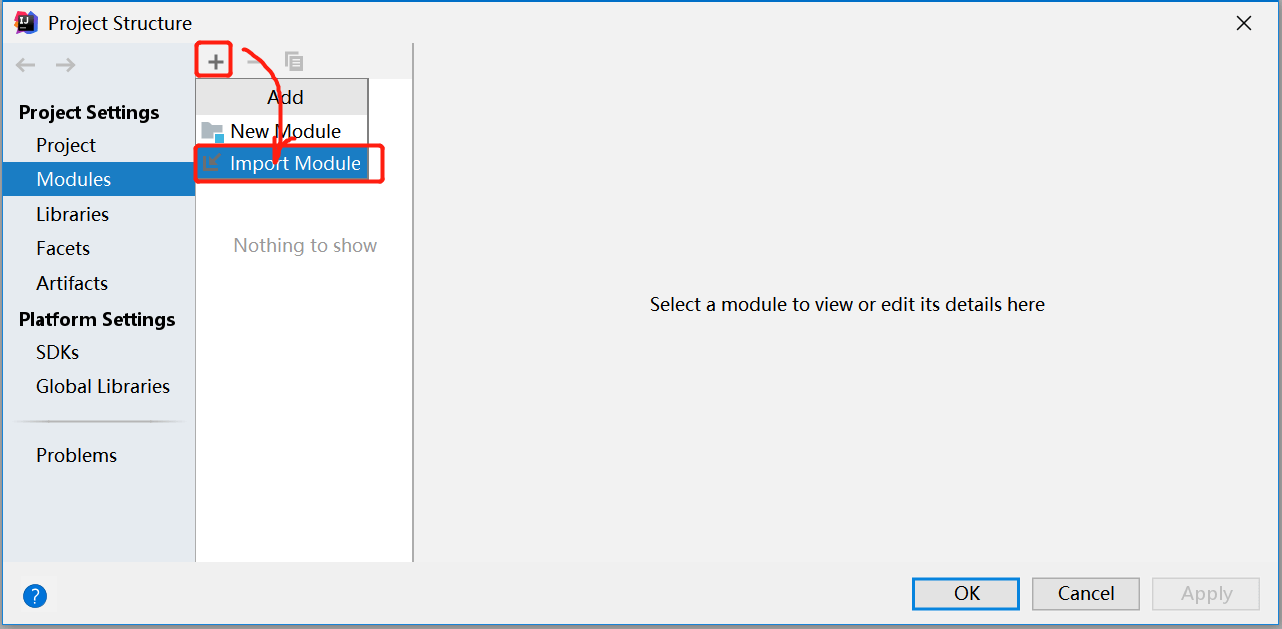 Project Structure
Add
Project Settings
New Module
Project
Import Module
Modules
Libraries
Nothing to show
Facets
Artifacts
Select a module to view or edit its details here
Platform Settings
SDKs
Global Libraries
Problems
?
OK
Cancel
Apply